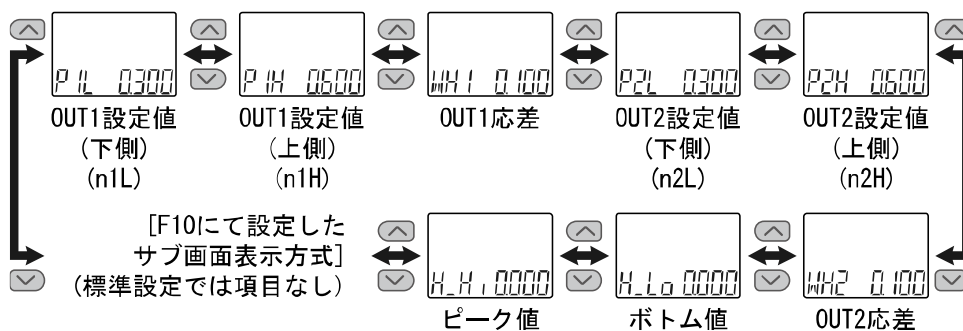 P1L 0.300
P1H 0.600
WH1 0.100
P2L 0.300
P2H 0.600
OUT1設定値
(下側)
(n1L)
OUT1設定値
(上側)
(n1H)
OUT1応差
OUT2設定値
(下側)
(n2L)
OUT2設定値
(上側)
(n2H)
[F10にて設定した
サブ画面表示方式]
(標準設定では項目なし)
H_Hi 0.000
H_Lo 0.000
WH2 0.100
ピーク値
ボトム値
OUT2応差